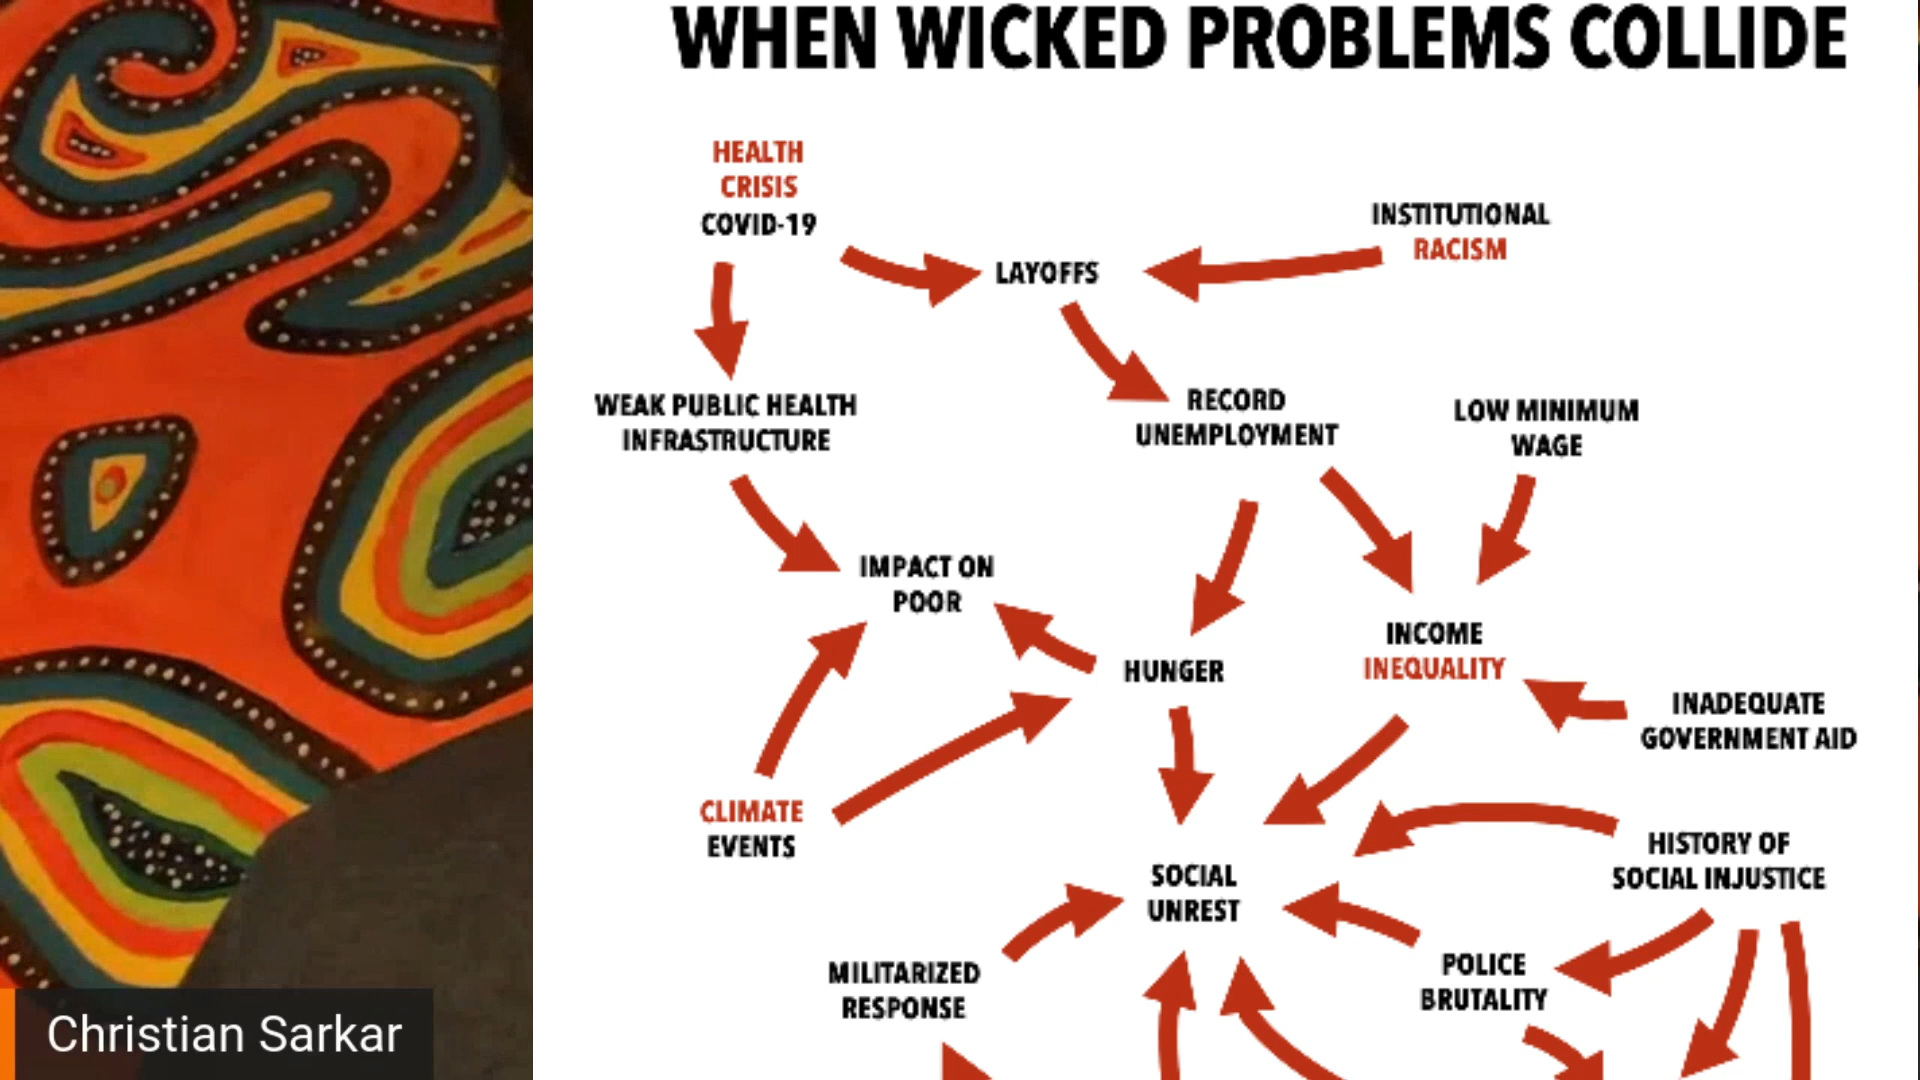 WHEN WICKED PROBLEMS COLLIDE
HEALTH
CRISIS
COVID-19
INSTITUTIONAL
RACISM
LAYOFFS
WEAK PUBLIC HEALTH
INFRASTRUCTURE
RECORD
UNEMPLOYMENT
LOW MINIMUM
WAGE
IMPACT ON
POOR
HUNGER
INCOME
INEQUALITY
INADEQUATE
GOVERNMENT AID
CLIMATE
EVENTS
SOCIAL
UNREST
HISTORY OF
SOCIAL INJUSTICE
MILITARIZED
RESPONSE
POLICE
BRUTALITY
Christian Sarkar